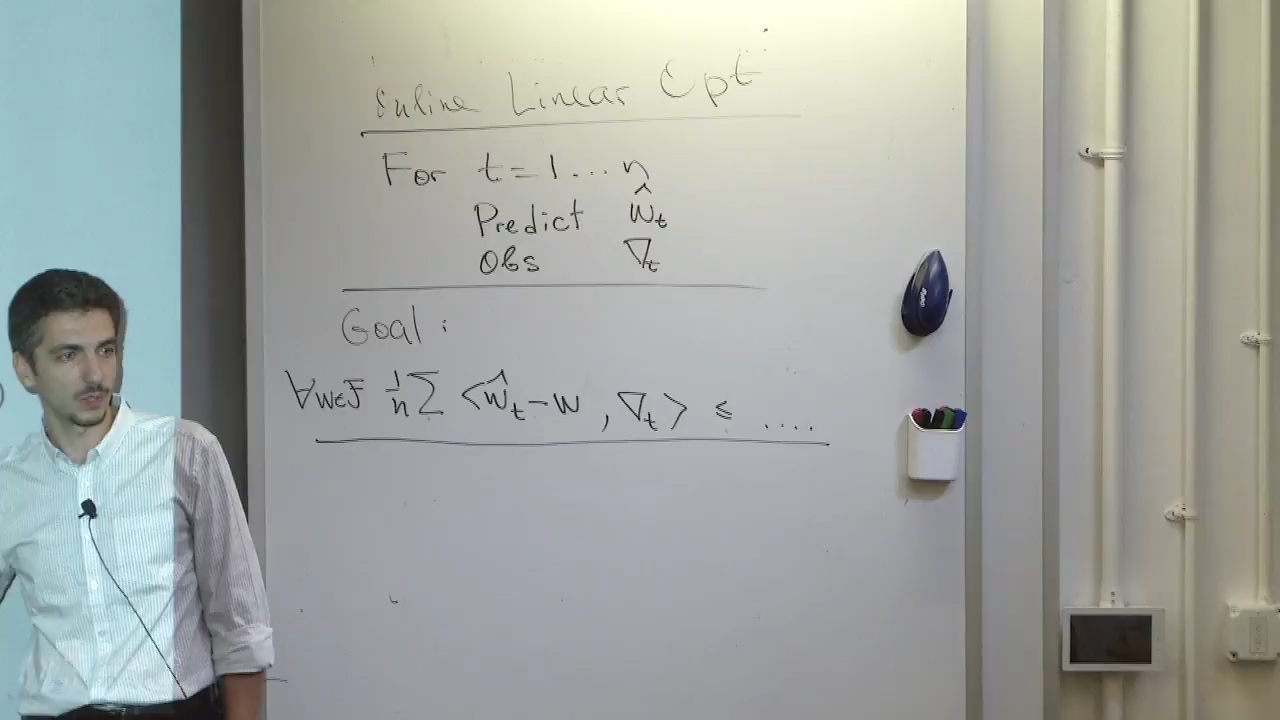 Online Linear Opt
For t = 1 ... n
Predict ŵ_t
Obs ∇_t
Goal :
∀w∈F 1/n ∑ <ŵ_t - w , ∇_t> ≤ ....